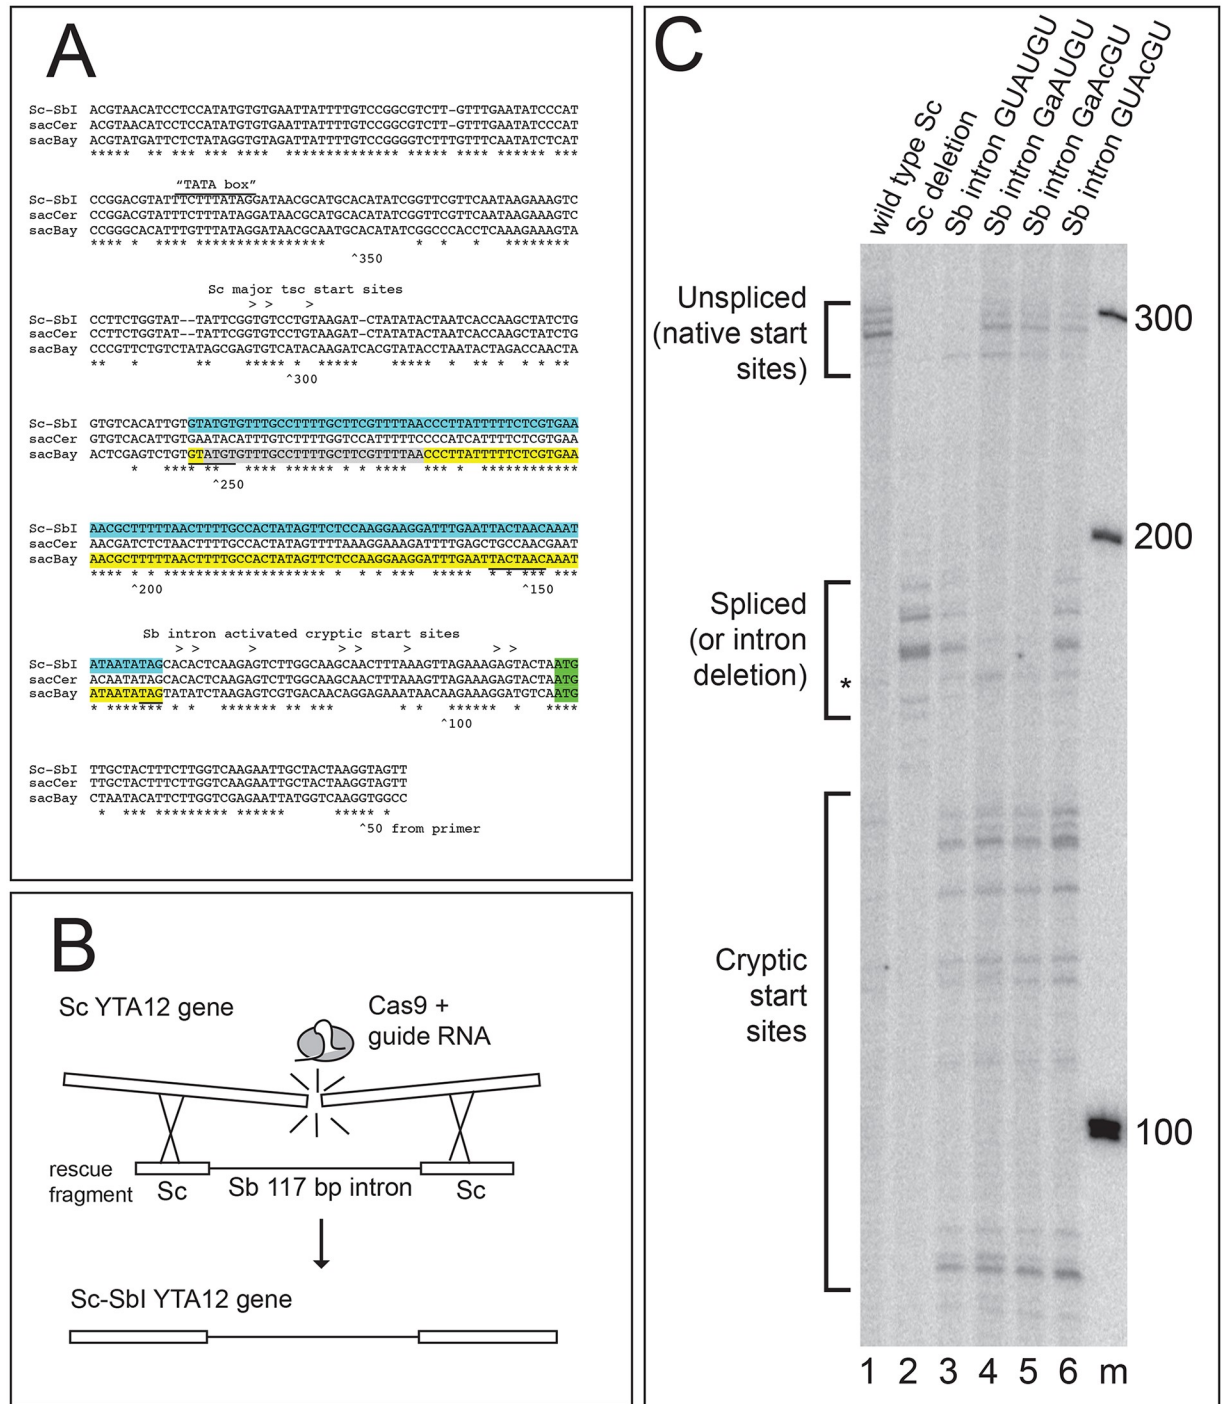 A
Sc-SbI ACGTAACATCCTCCATATGTGTGAATTATTTTGTCCGGCGTCTT-GTTTGAATATCCCAT
sacCer ACGTAACATCCTCCATATGTGTGAATTATTTTGTCCGGCGTCTT-GTTTGAATATCCCAT
sacBay ACGTATGATTCTCTATAGGTGTAGATTATTTTGTCCGGGGTCTTTGTTTCAATATCTCAT
“TATA box”
Sc-SbI CCGGACGTATTTCTTTATAGGATAACGCATGCACATATCGGTTCGTTCAATAAGAAAGTC
sacCer CCGGACGTATTTCTTTATAGGATAACGCATGCACATATCGGTTCGTTCAATAAGAAAGTC
sacBay CCGGGCACATTTGTTTATAGGATAACGCAATGCACATATCGGCCCACCTCAAAGAAAGTA
^350
Sc major tsc start sites
> > >
Sc-SbI CCTTCTGGTAT--TATTCGGTGTCCTGTAAGAT-CTATATACTAATCACCAAGCTATCTG
sacCer CCTTCTGGTAT--TATTCGGTGTCCTGTAAGAT-CTATATACTAATCACCAAGCTATCTG
sacBay CCCGTTCTGTCTATAGCGAGTGTCATACAAGATCACGTATACCTAATACTAGACCAACTA
^300
Sc-SbI GTGTCACATTGTGTATGTGTTTGCCTTTTGCTTCGTTTTAACCCTTATTTTTCTCGTGAA
sacCer GTGTCACATTGTGAATACATTTGTCTTTTGGTCCATTTTTCCCCATCATTTTCTCGTGAA
sacBay ACTCGAGTCTGTGTATGTGTTTGCCTTTTGCTTCGTTTTAACCCTTATTTTTCTCGTGAA
^250
Sc-SbI AACGCTTTTTAACTTTTGCCACTATAGTTCTCCAAGGAAGGATTTGAATTACTAACAAAT
sacCer AACGATCTCTAACTTTTGCCACTATAGTTTTAAAGGAAAGATTTTGAGCTGCCAACGAAT
sacBay AACGCTTTTTAACTTTTGCCACTATAGTTCTCCAAGGAAGGATTTGAATTACTAACAAAT
^200 ^150
Sb intron activated cryptic start sites
> > > > > > > >
Sc-SbI ATAATATAGCACACTCAAGAGTCTTGGCAAGCAACTTTAAAGTTAGAAAGAGTACTAATG
sacCer ACAATATAGCACACTCAAGAGTCTTGGCAAGCAACTTTAAAGTTAGAAAGAGTACTAATG
sacBay ATAATATAGTATATCTAAGAGTCGTGACAACAGGAGAAATAACAAGAAAGGATGTCAATG
^100
Sc-SbI TTGCTACTTTCTTGGTCAAGAATTGCTACTAAGGTAGTT
sacCer TTGCTACTTTCTTGGTCAAGAATTGCTACTAAGGTAGTT
sacBay CTAATACATTCTTGGTCGAGAATTATGGTCAAGGTGGCC
^50 from primer
B
Sc YTA12 gene
Cas9 +
guide RNA
rescue
fragment
Sc
Sb 117 bp intron
Sc
Sc-SbI YTA12 gene
C
wild type Sc
Sc deletion
Sb intron GUAUGU
Sb intron GaAUGU
Sb intron GaAcGU
Sb intron GUAcGU
Unspliced
(native start
sites)
300
200
Spliced
(or intron
deletion)
*
Cryptic
start
sites
100
1 2 3 4 5 6 m